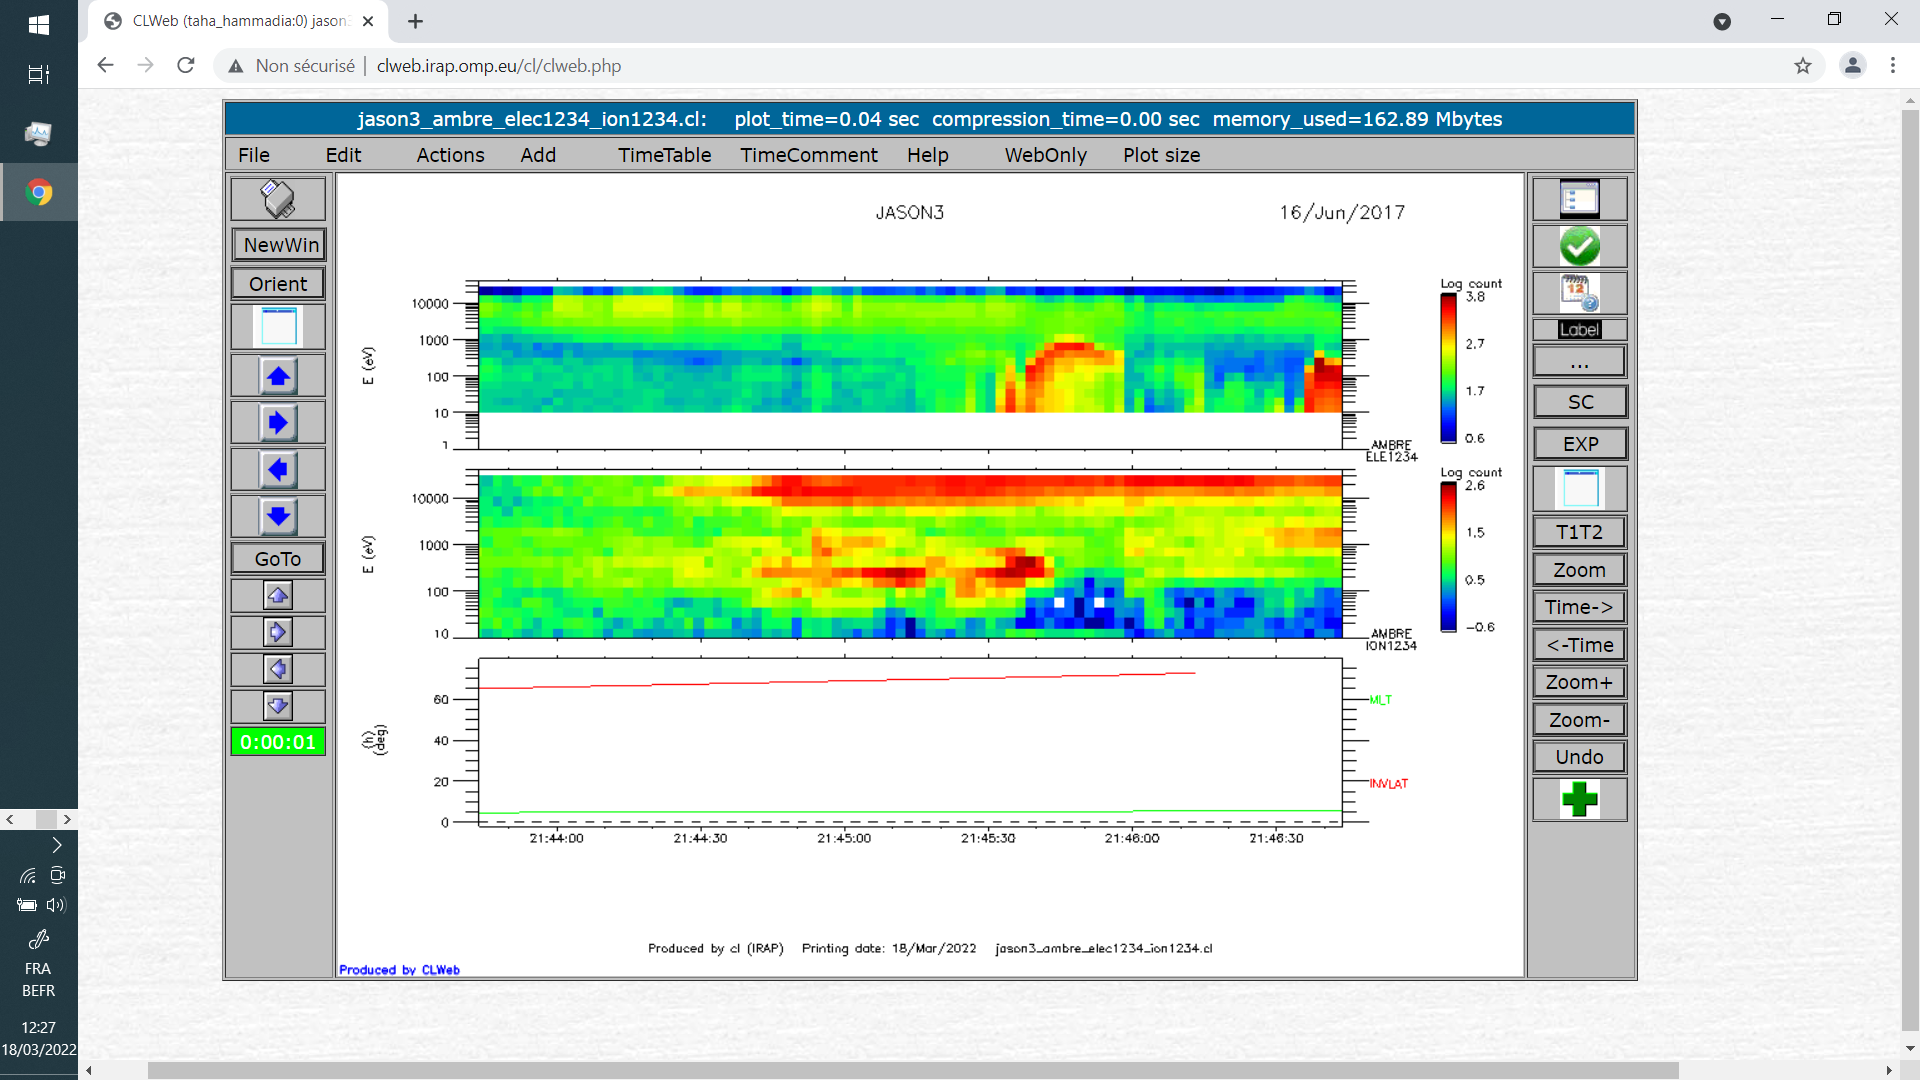 CLWeb (taha_hammadia:0) jason
Non sécurisé | clweb.irap.omp.eu/cl/clweb.php
jason3_ambre_elec1234_ion1234.cl: plot_time=0.04 sec compression_time=0.00 sec memory_used=162.89 Mbytes
File Edit Actions Add TimeTable TimeComment Help WebOnly Plot size
NewWin
Orient
GoTo
0:00:01
JASON3
16/Jun/2017
10000
1000
100
10
1
E (eV)
AMBRE
ELE1234
Log count
3.8
2.7
1.7
0.6
10000
1000
100
10
E (eV)
AMBRE
ION1234
Log count
2.6
1.5
0.5
-0.6
60
40
20
0
(h)
(deg)
MLT
INVLAT
21:44:00 21:44:30 21:45:00 21:45:30 21:46:00 21:46:30
Produced by cl (IRAP) Printing date: 18/Mar/2022 jason3_ambre_elec1234_ion1234.cl
Produced by CLWeb
12
Label
...
SC
EXP
T1T2
Zoom
Time->
<-Time
Zoom+
Zoom-
Undo
FRA
BEFR
12:27
18/03/2022